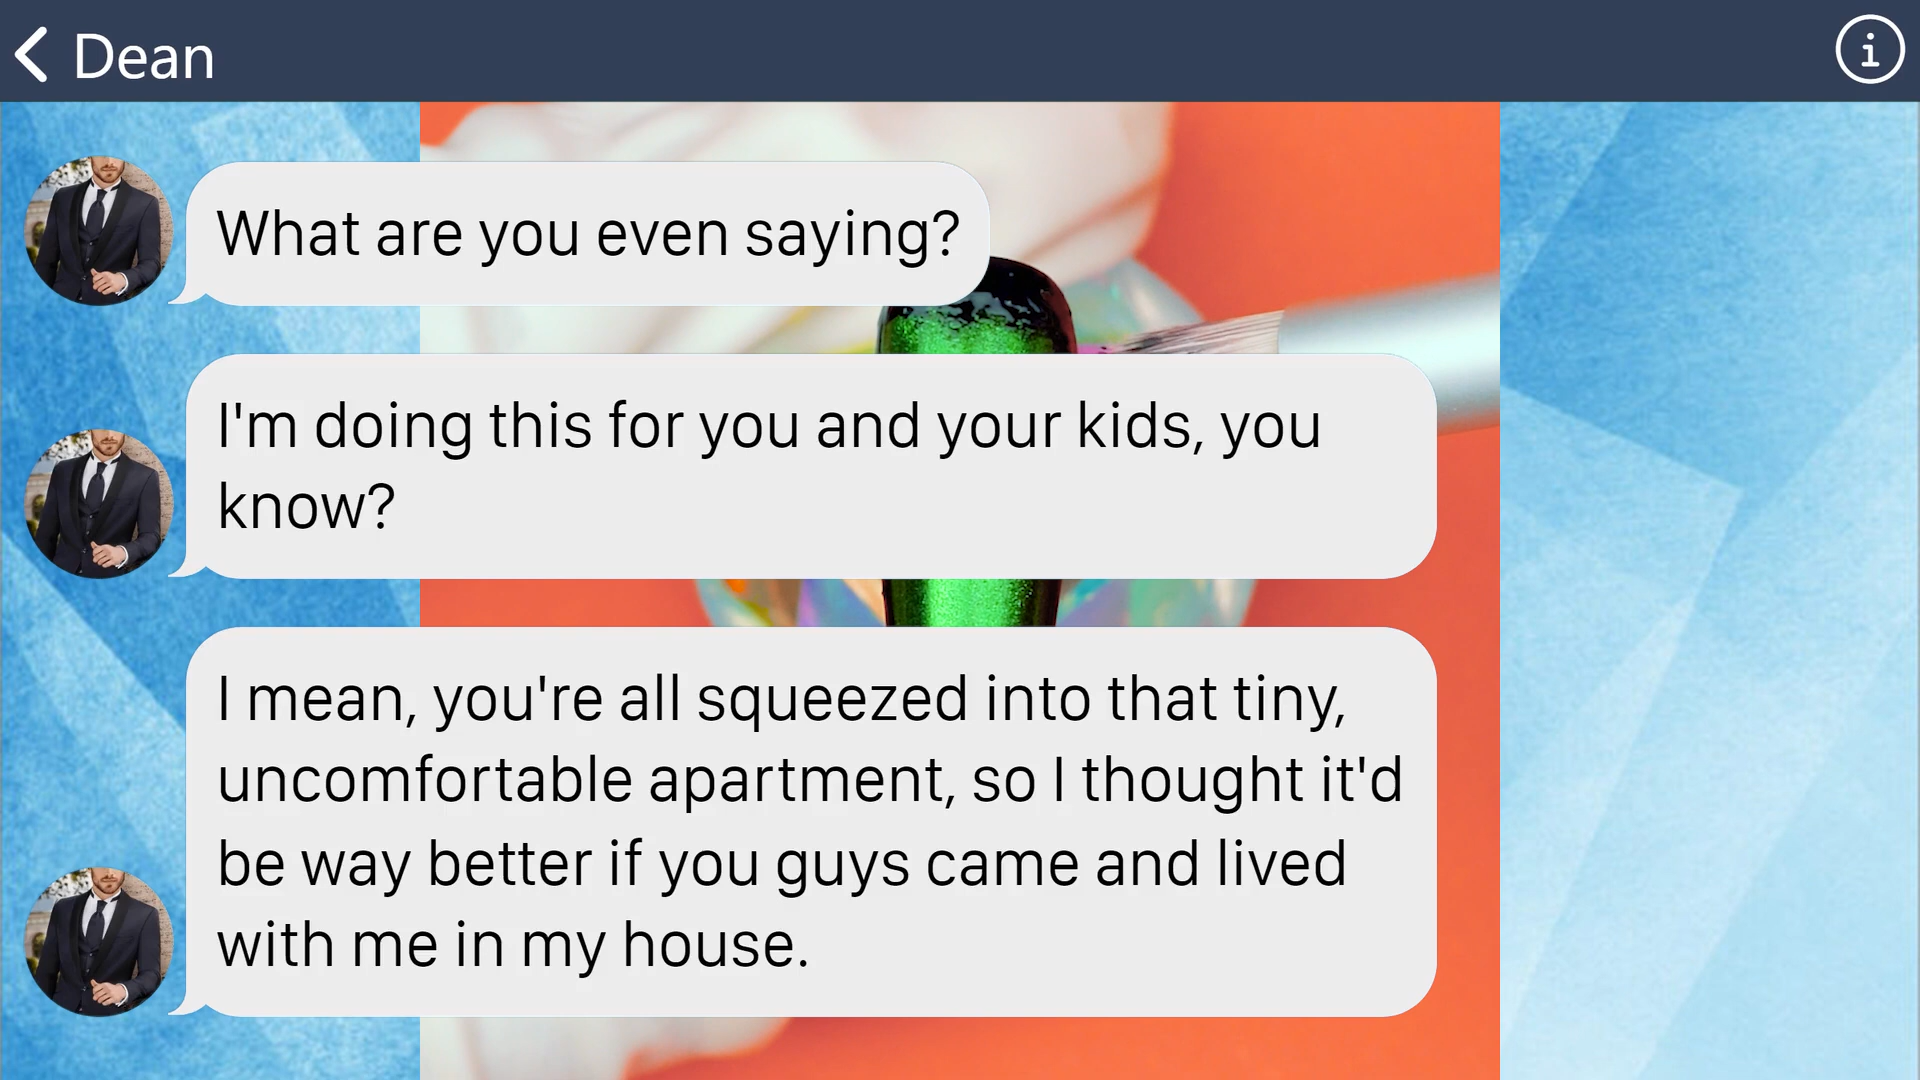 Dean
What are you even saying?
I'm doing this for you and your kids, you
know?
I mean, you're all squeezed into that tiny,
uncomfortable apartment, so I thought it'd
be way better if you guys came and lived
with me in my house.